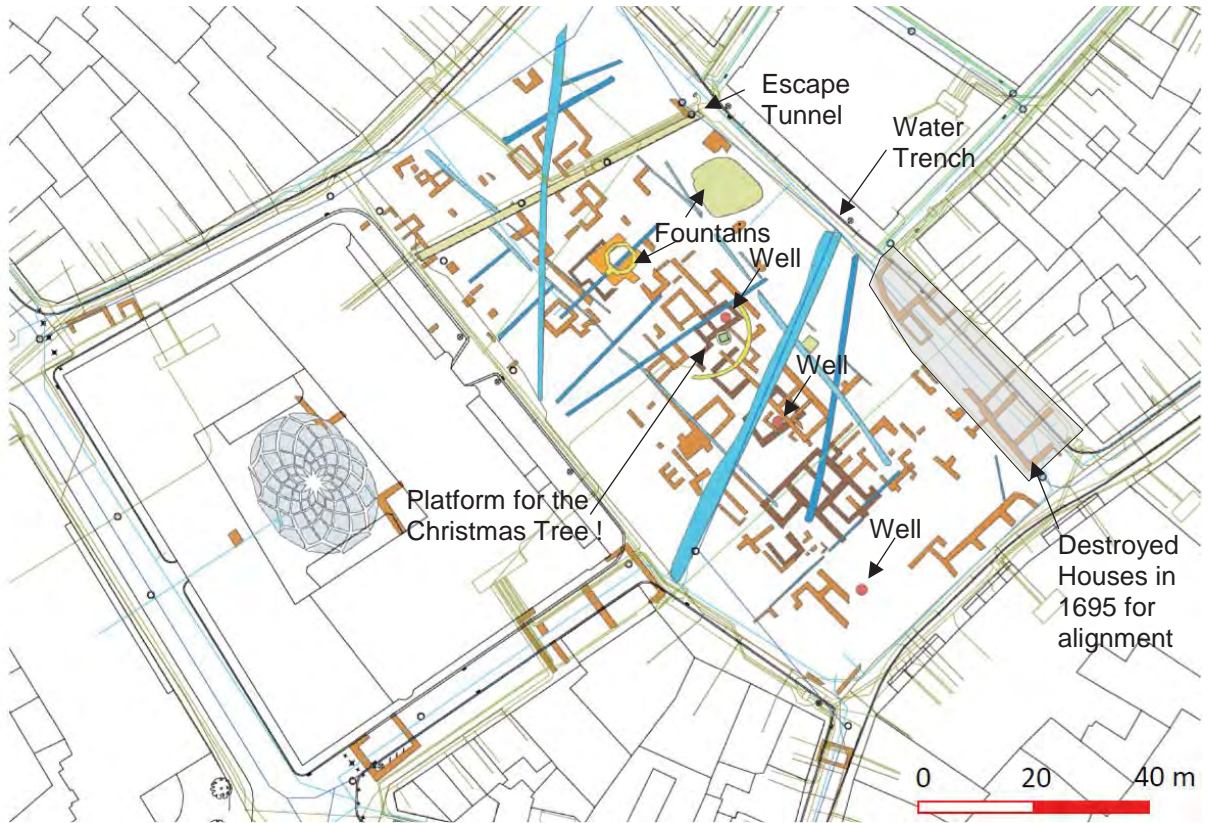 Escape
Tunnel
Water
Trench
Fountains
Well
Well
Platform for the
Christmas Tree !
Well
Destroyed
Houses in
1695 for
alignment
0 20 40 m